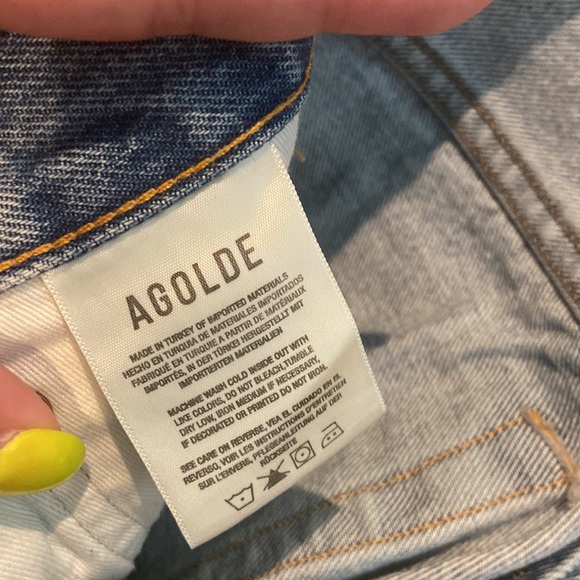 AGOLDE
MADE IN TURKEY OF IMPORTED MATERIALS
HECHO EN TURQUIA DE MATERIALES IMPORTADOS
FABRIQUE EN TURQUIE A PARTIR DE MATÉRIAUX
IMPORTÉS, IN DER TÜRKEI HERGESTELLT MIT
IMPORTIERTEN MATERIALIEN
MACHINE WASH COLD INSIDE OUT WITH
LIKE COLORS, DO NOT BLEACH, TUMBLE
DRY LOW, IRON MEDIUM IF NECESSARY,
IF DECORATED OR PRINTED DO NOT IRON.
SEE CARE ON REVERSE, VEA EL CUIDADO EN EL
REVERSO, VOIR LES INSTRUCTIONS D'ENTRETIEN
SUR L'ENVERS, PFLEGEANLEITUNG AUF DER
RÜCKSEITE